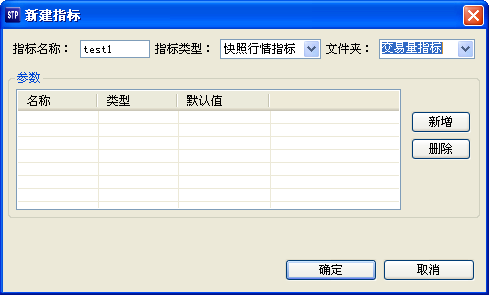 STP 新建指标
指标名称： test1 指标类型： 快照行情指标 文件夹： 交易量指标
参数
名称 类型 默认值
新增
删除
确定 取消